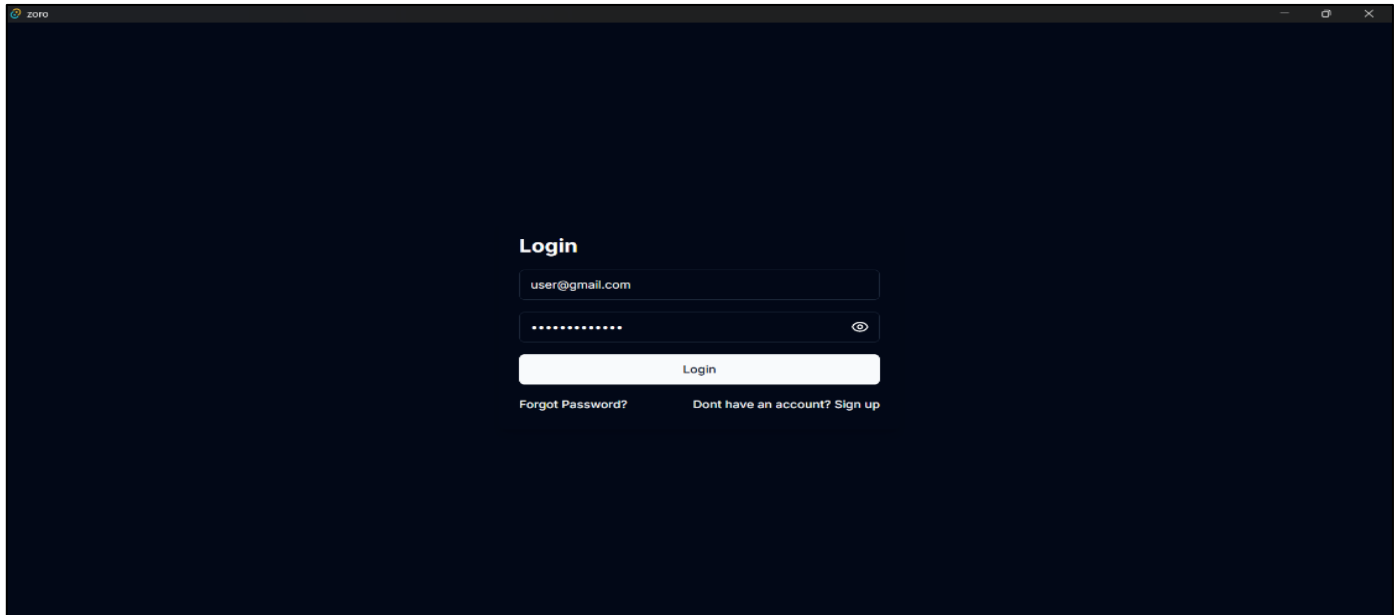 zoro
Login
user@gmail.com
•••••••••••••
Login
Forgot Password? Dont have an account? Sign up